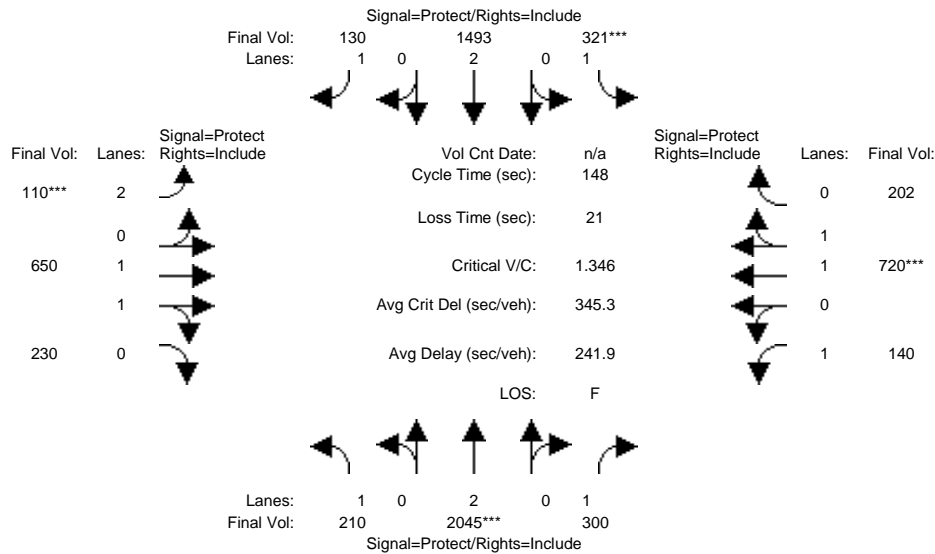 Signal=Protect/Rights=Include
Final Vol: 130 1493 321***
Lanes: 1 0 2 0 1
Signal=Protect
Rights=Include
Final Vol: Lanes:
Vol Cnt Date: n/a
Signal=Protect
Rights=Include
Lanes: Final Vol:
Cycle Time (sec): 148
110*** 2
0 202
Loss Time (sec): 21
0
1
650 1
Critical V/C: 1.346
1 720***
1
Avg Crit Del (sec/veh): 345.3
0
230 0
Avg Delay (sec/veh): 241.9
1 140
LOS: F
Lanes: 1 0 2 0 1
Final Vol: 210 2045*** 300
Signal=Protect/Rights=Include